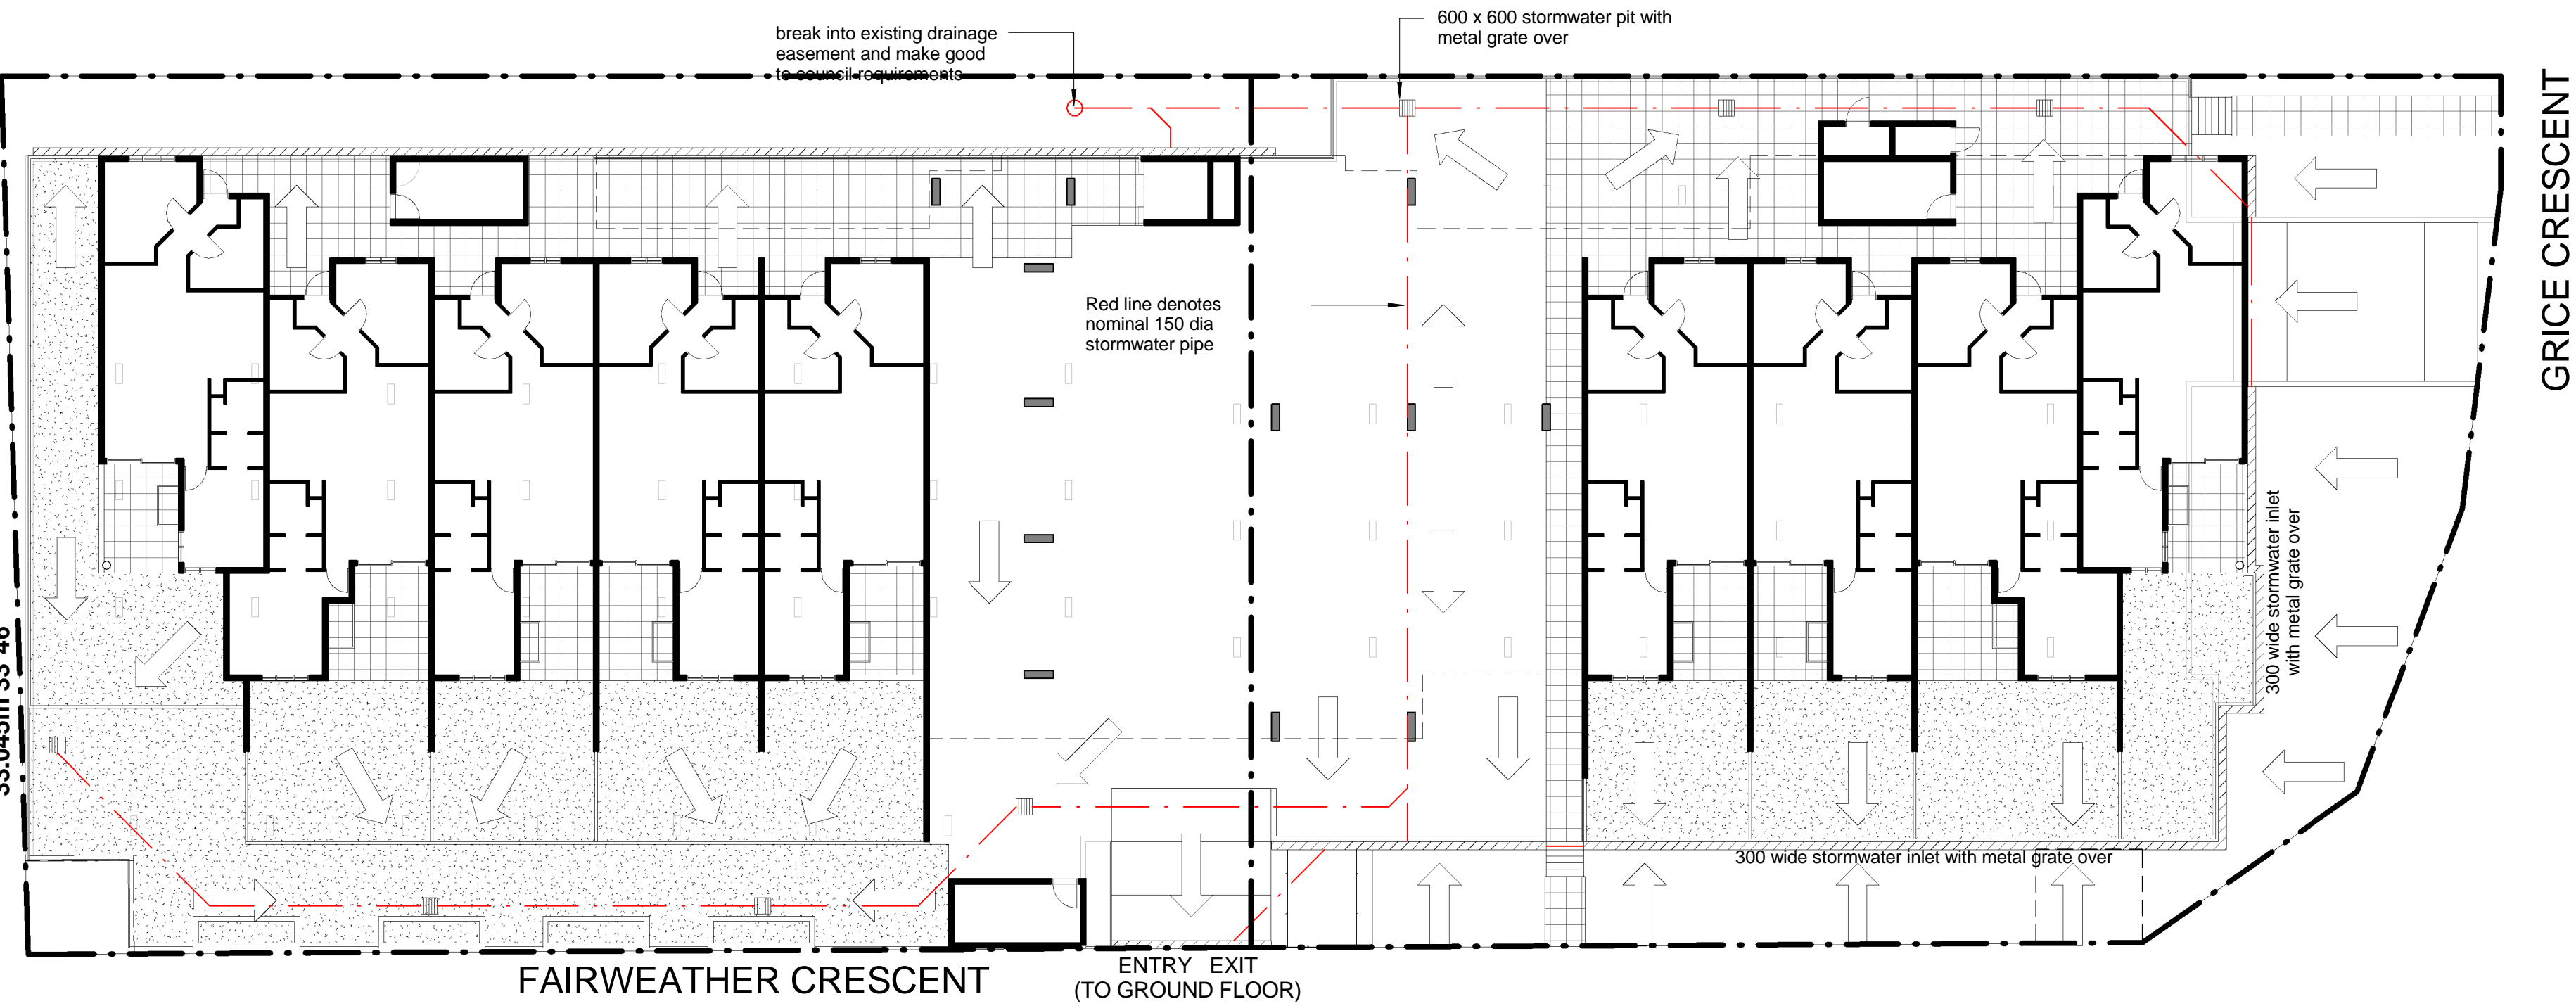 break into existing drainage
easement and make good
to council requirements
600 x 600 stormwater pit with
metal grate over
GRICE CRESCENT
Red line denotes
nominal 150 dia
stormwater pipe
300 wide stormwater inlet
with metal grate over
300 wide stormwater inlet with metal grate over
FAIRWEATHER CRESCENT
ENTRY EXIT
(TO GROUND FLOOR)